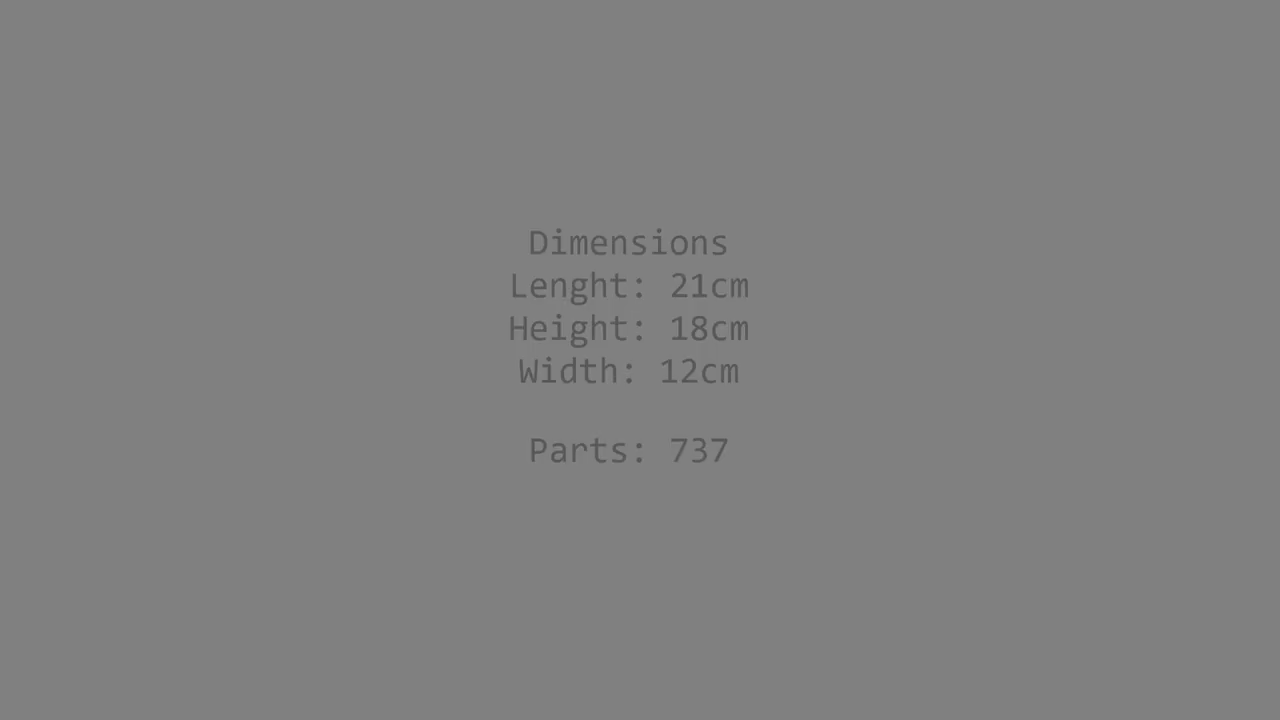 Dimensions
Lenght: 21cm
Height: 18cm
Width: 12cm
Parts: 737